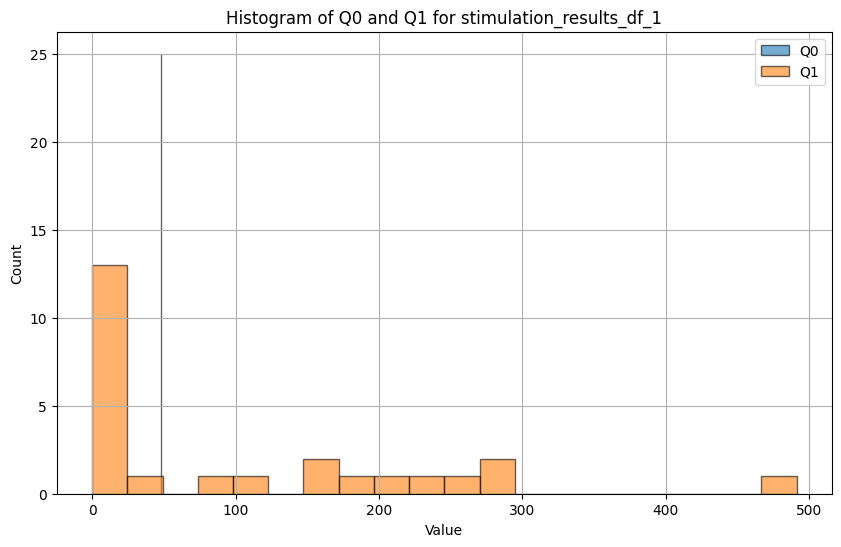 Histogram of Q0 and Q1 for stimulation_results_df_1
Q0
Q1
25
20
15
10
5
0
Count
0 100 200 300 400 500
Value